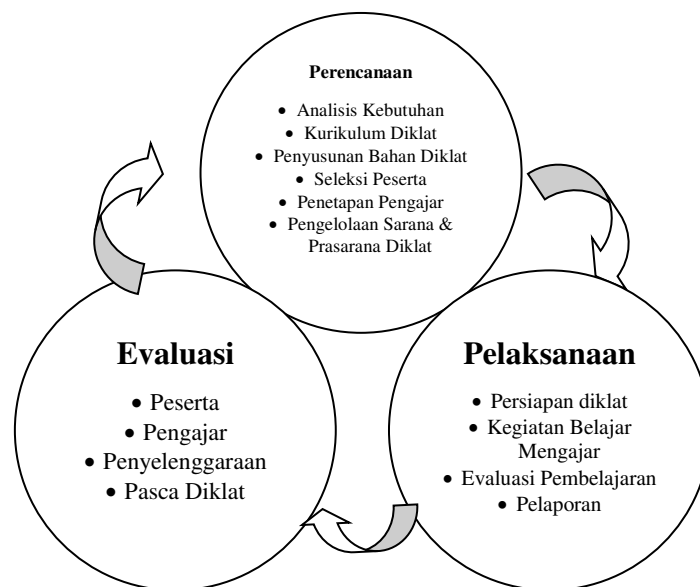 Perencanaan
• Analisis Kebutuhan
• Kurikulum Diklat
• Penyusunan Bahan Diklat
• Seleksi Peserta
• Penetapan Pengajar
• Pengelolaan Sarana &
Prasarana Diklat
Evaluasi
• Peserta
• Pengajar
• Penyelenggaraan
• Pasca Diklat
Pelaksanaan
• Persiapan diklat
• Kegiatan Belajar
Mengajar
• Evaluasi Pembelajaran
• Pelaporan